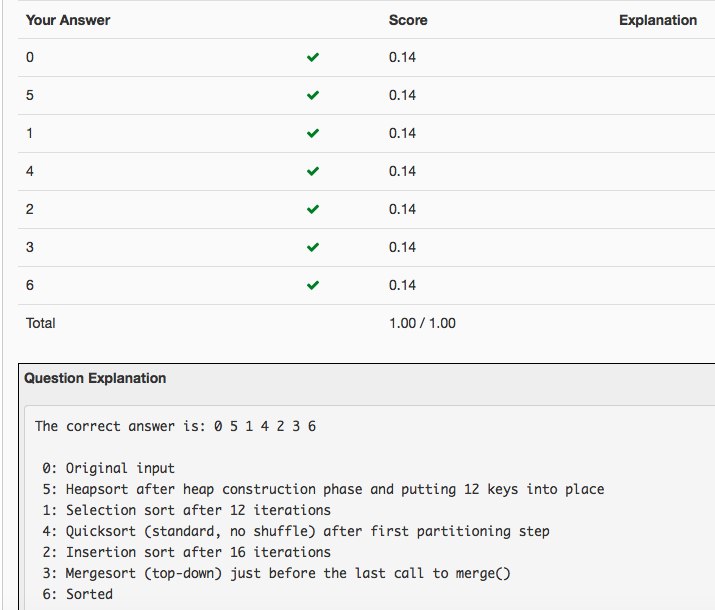 Your Answer Score Explanation
0 0.14
5 0.14
1 0.14
4 0.14
2 0.14
3 0.14
6 0.14
Total 1.00 / 1.00
Question Explanation
The correct answer is: 0 5 1 4 2 3 6
0: Original input
5: Heapsort after heap construction phase and putting 12 keys into place
1: Selection sort after 12 iterations
4: Quicksort (standard, no shuffle) after first partitioning step
2: Insertion sort after 16 iterations
3: Mergesort (top-down) just before the last call to merge()
6: Sorted